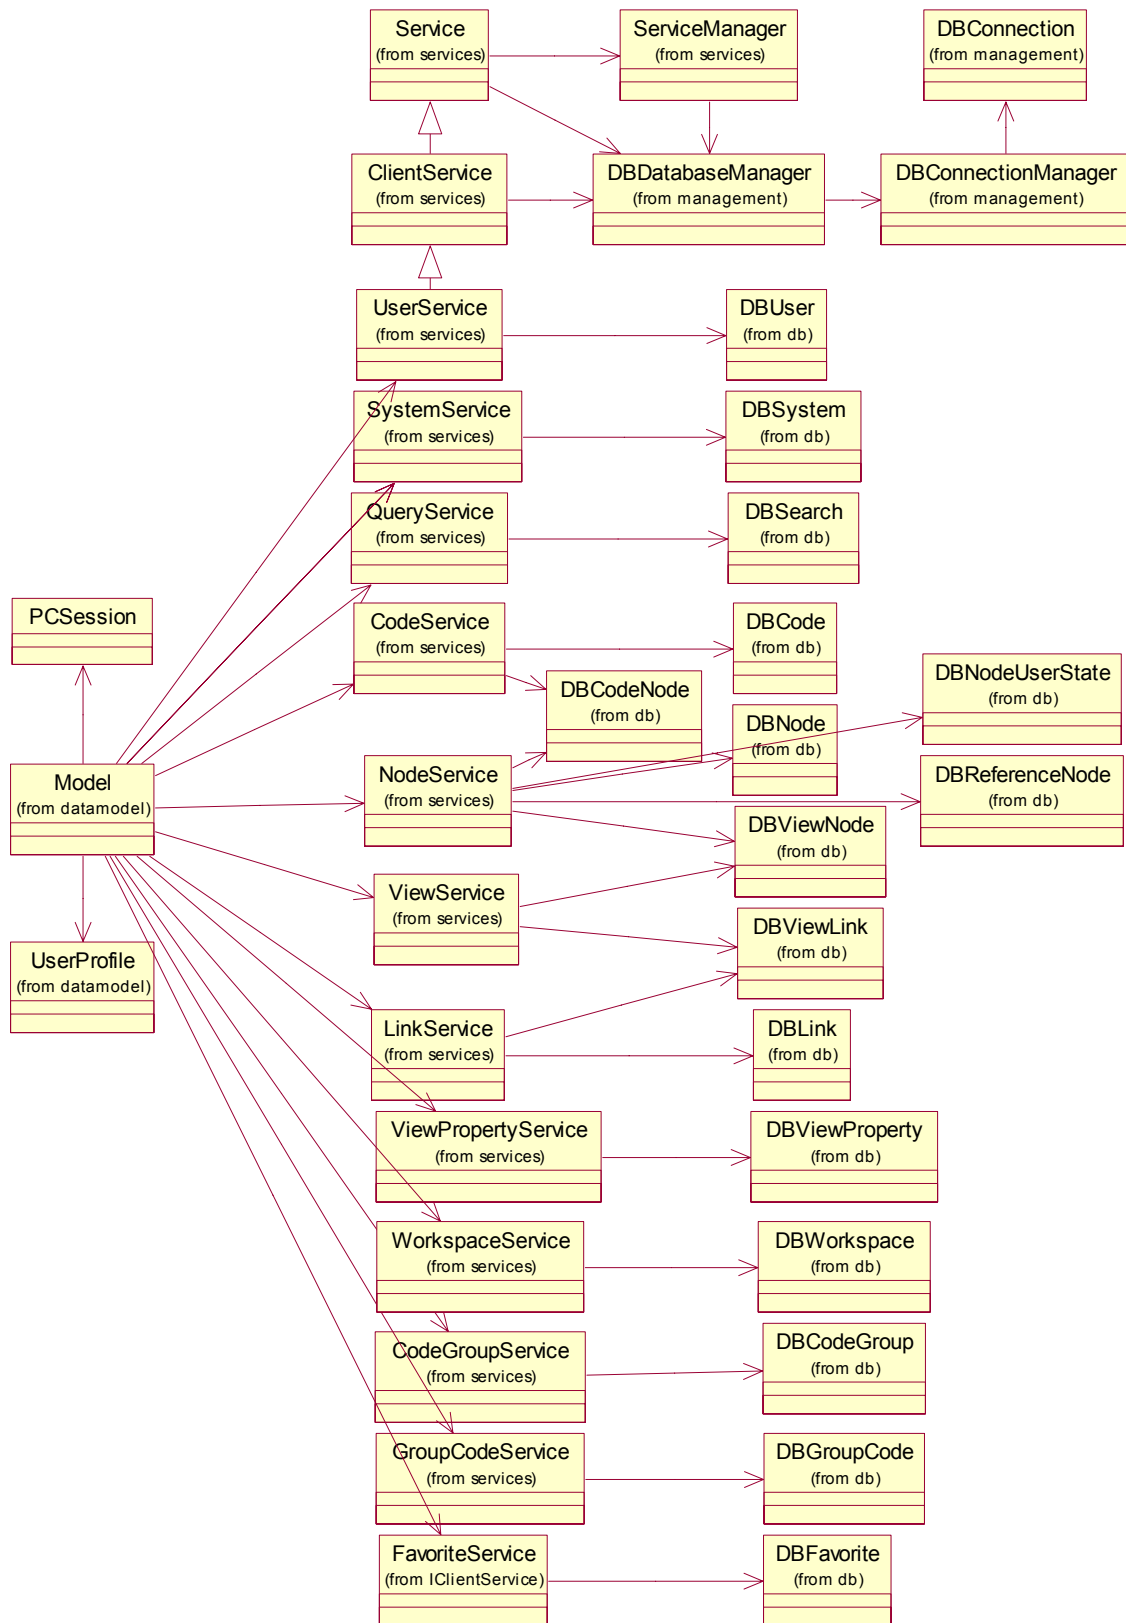 Service
(from services)
ServiceManager
(from services)
DBConnection
(from management)
ClientService
(from services)
DBDatabaseManager
(from management)
DBConnectionManager
(from management)
UserService
(from services)
DBUser
(from db)
SystemService
(from services)
DBSystem
(from db)
QueryService
(from services)
DBSearch
(from db)
PCSession
CodeService
(from services)
DBCode
(from db)
DBCodeNode
(from db)
DBNodeUserState
(from db)
DBNode
(from db)
Model
(from datamodel)
NodeService
(from services)
DBReferenceNode
(from db)
DBViewNode
(from db)
ViewService
(from services)
DBViewLink
(from db)
UserProfile
(from datamodel)
LinkService
(from services)
DBLink
(from db)
ViewPropertyService
(from services)
DBViewProperty
(from db)
WorkspaceService
(from services)
DBWorkspace
(from db)
CodeGroupService
(from services)
DBCodeGroup
(from db)
GroupCodeService
(from services)
DBGroupCode
(from db)
FavoriteService
(from IClientService)
DBFavorite
(from db)